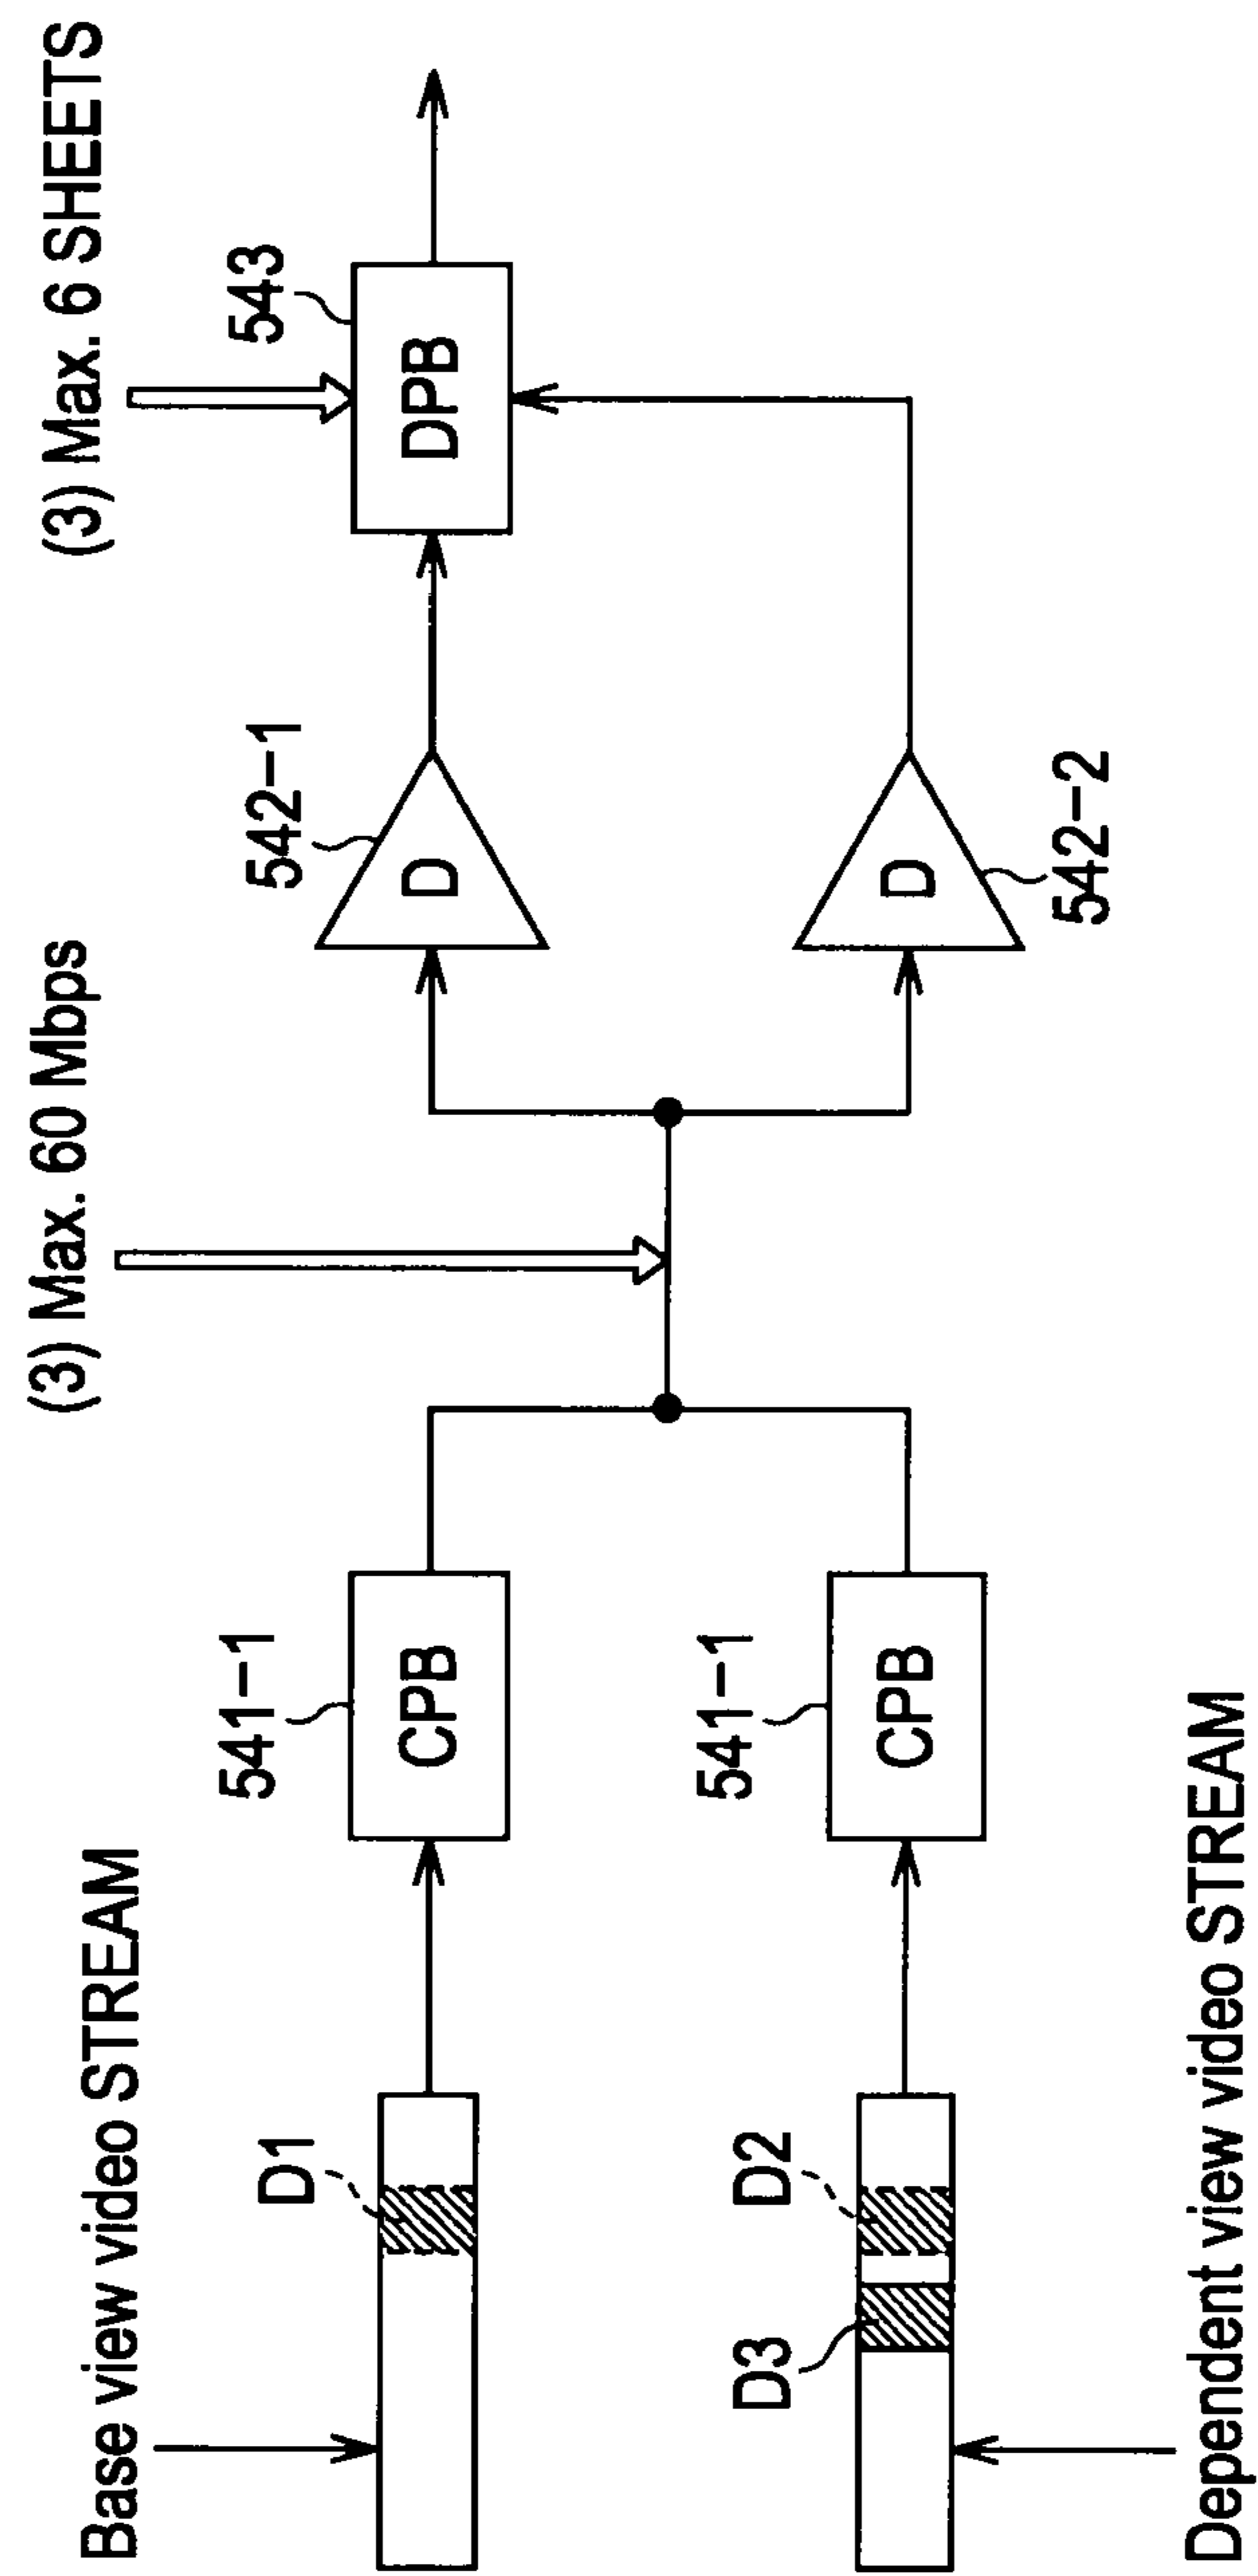 (3) Max. 60 Mbps
(3) Max. 6 SHEETS
Base view video STREAM
D1
541-1
CPB
542-1
D
543
DPB
D3
D2
541-1
CPB
D
542-2
Dependent view video STREAM